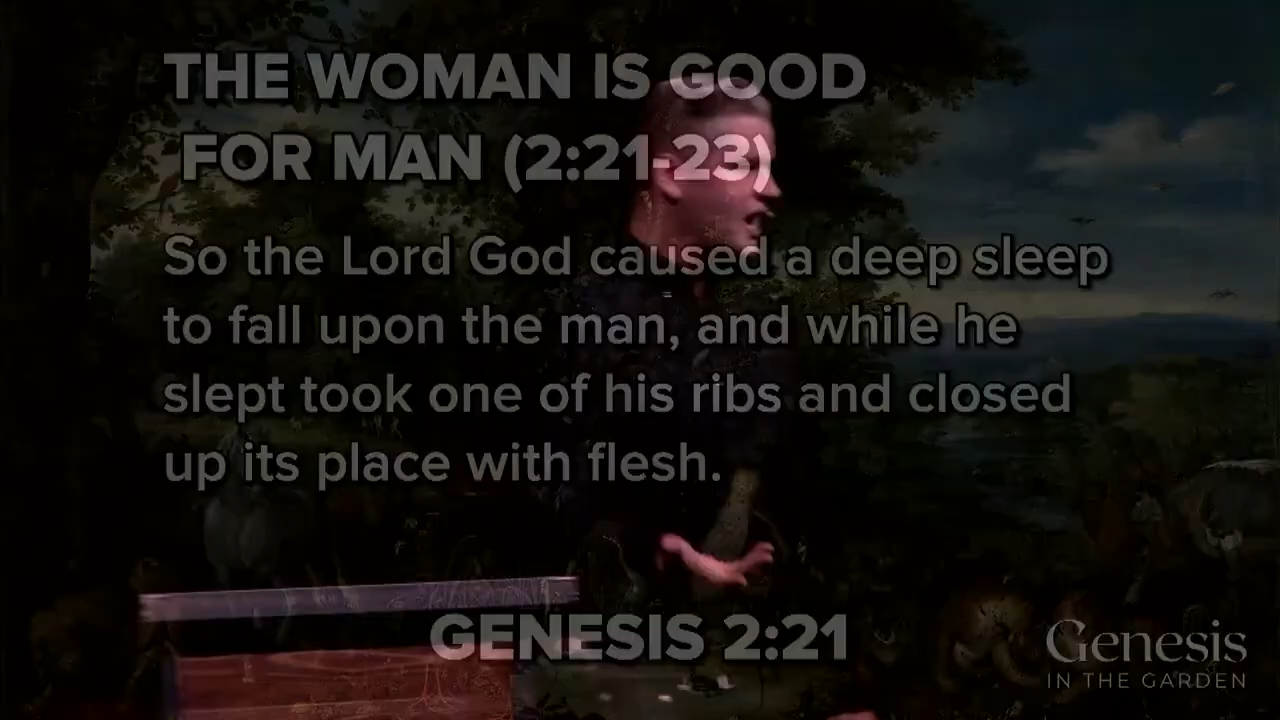 THE WOMAN IS GOOD
FOR MAN (2:21-23)
So the Lord God caused a deep sleep
to fall upon the man, and while he
slept took one of his ribs and closed
up its place with flesh.
GENESIS 2:21
Genesis
IN THE GARDEN